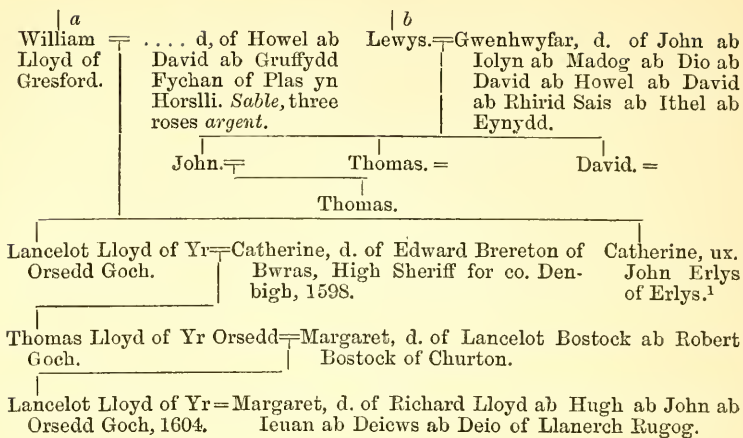 a
William
Lloyd of
Gresford.
.... d, of Howel ab
David ab Gruffydd
Fychan of Plas yn
Horslli. Sable, three
roses argent.
b
Lewys.=Gwenhwyfar, d. of John ab
Iolyn ab Madog ab Dio ab
David ab Howel ab David
ab Rhirid Sais ab Ithel ab
Eynydd.
John.= Thomas. = David. =
Thomas.
Lancelot Lloyd of Yr
Orsedd Goch.
=Catherine, d. of Edward Brereton of
Bwras, High Sheriff for co. Den-
bigh, 1598.
Catherine, ux.
John Erlys
of Erlys.¹
Thomas Lloyd of Yr Orsedd
Goch.
=Margaret, d. of Lancelot Bostock ab Robert
Bostock of Churton.
Lancelot Lloyd of Yr
Orsedd Goch, 1604.
=Margaret, d. of Richard Lloyd ab Hugh ab John ab
Ieuan ab Deicws ab Deio of Llanerch Rugog.